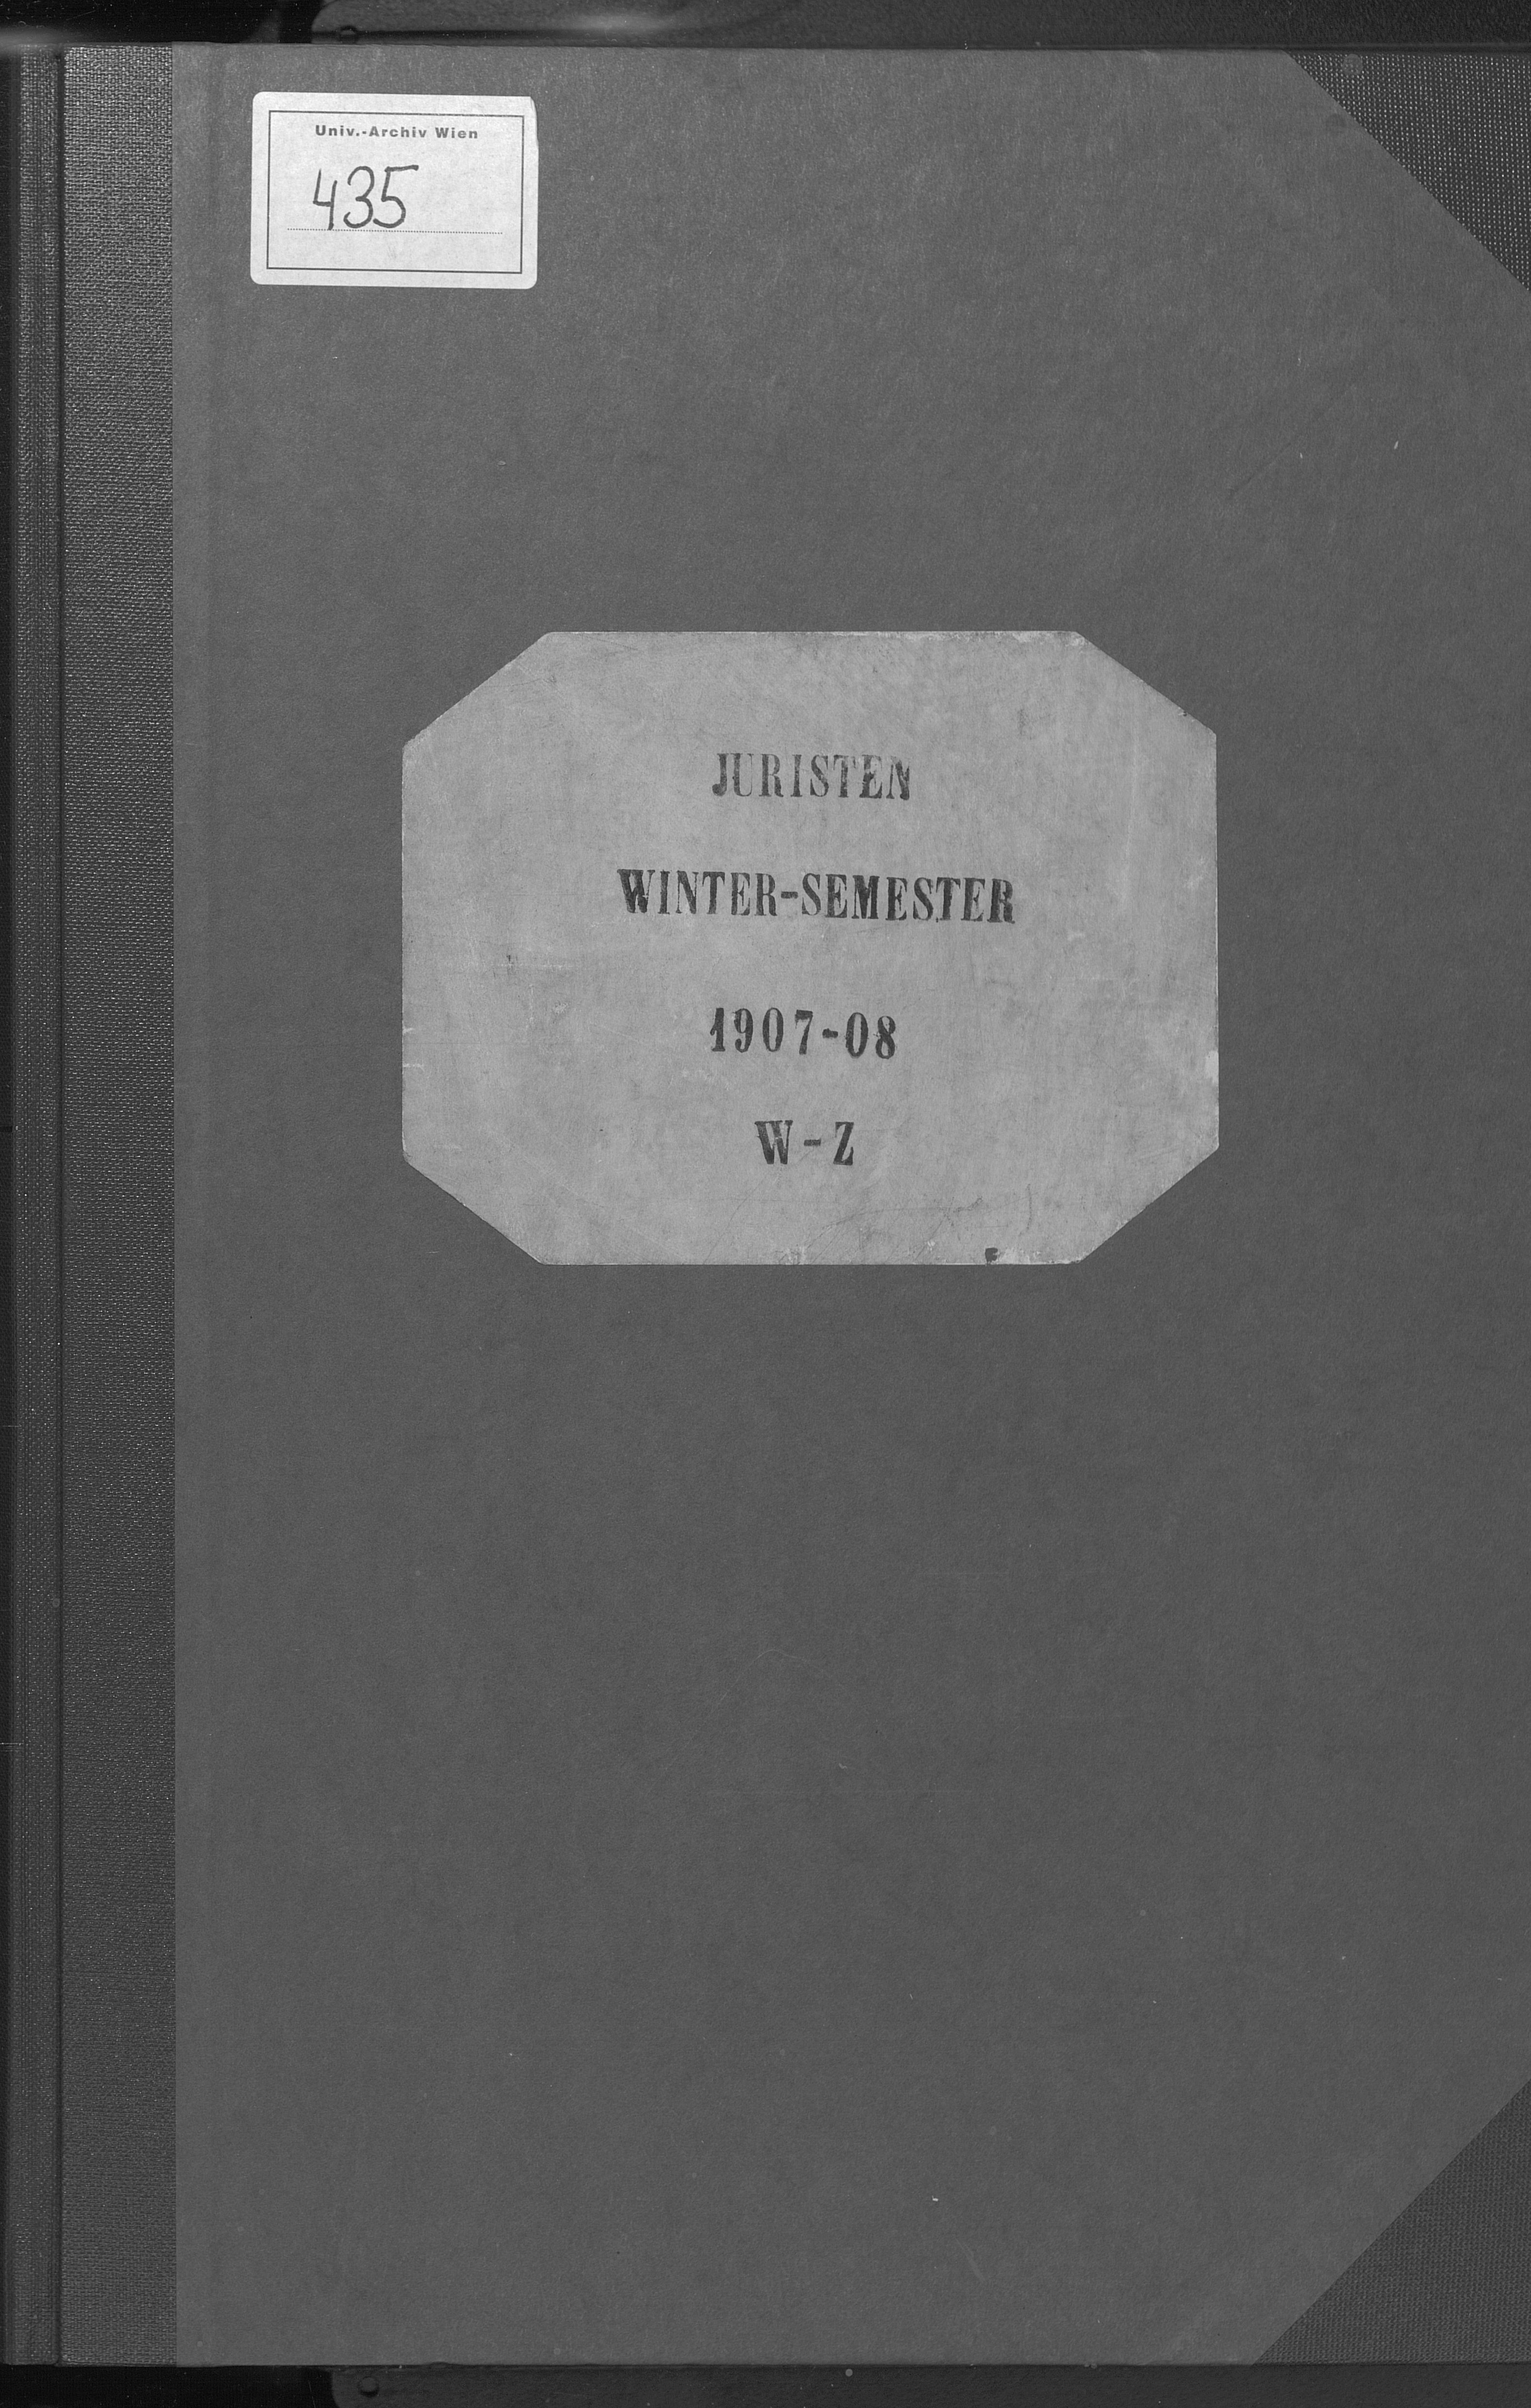 Univ.-Archiv Wien
435
JURISTEN
WINTER-SEMESTER
1907-08
W-Z